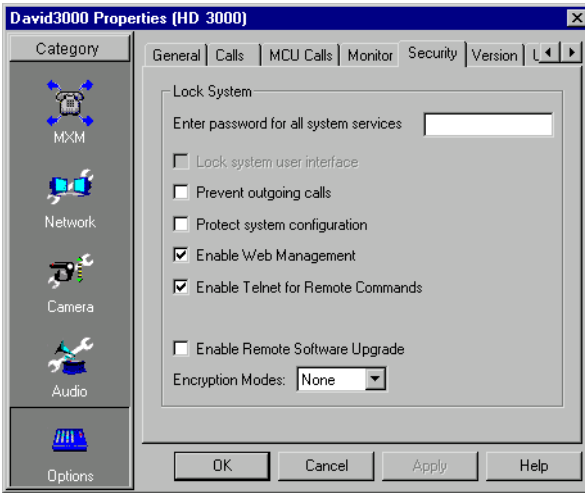 David3000 Properties (HD 3000)
Category
MXM
Network
Camera
Audio
Options
General
Calls
MCU Calls
Monitor
Security
Version
Lock System
Enter password for all system services
Lock system user interface
Prevent outgoing calls
Protect system configuration
Enable Web Management
Enable Telnet for Remote Commands
Enable Remote Software Upgrade
Encryption Modes: None
OK
Cancel
Apply
Help